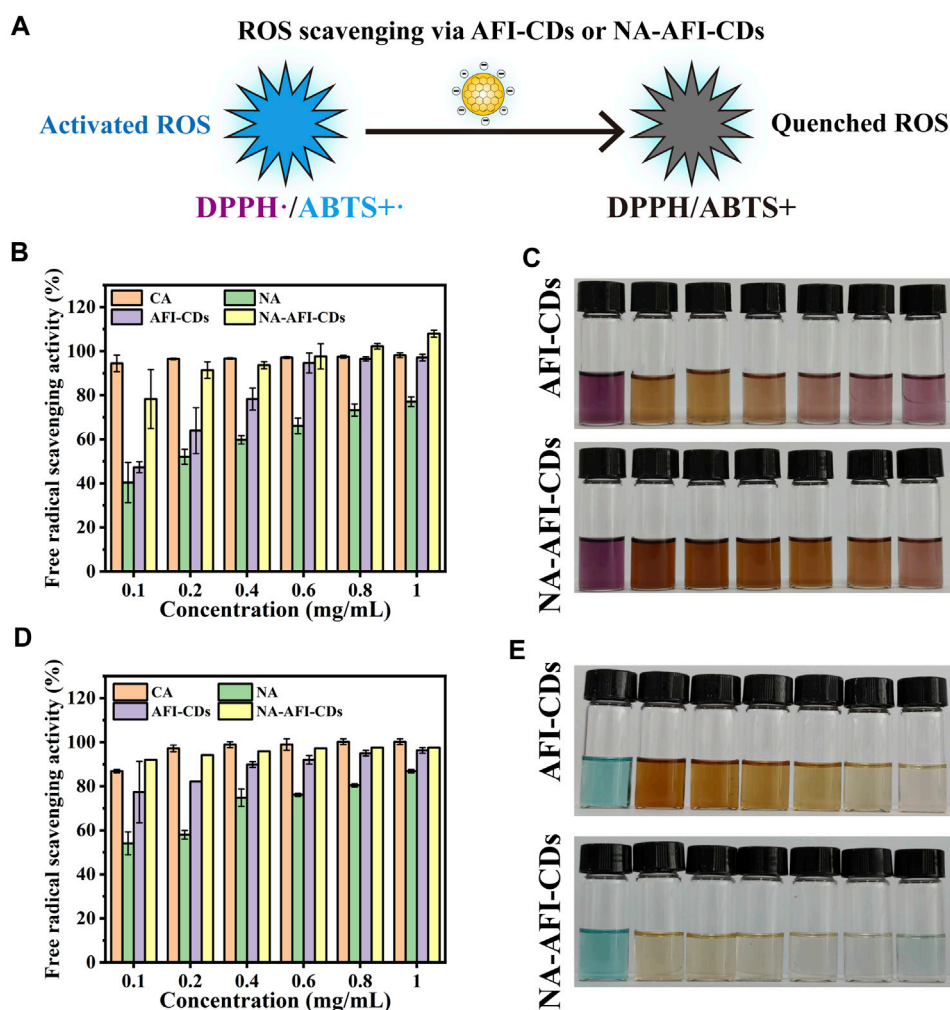 A
ROS scavenging via AFI-CDs or NA-AFI-CDs
Activated ROS
Quenched ROS
DPPH·/ABTS+·
DPPH/ABTS+
B
Free radical scavenging activity (%)
120
100
80
60
40
20
0
CA
NA
AFI-CDs
NA-AFI-CDs
0.1 0.2 0.4 0.6 0.8 1
Concentration (mg/mL)
C
AFI-CDs
NA-AFI-CDs
D
Free radical scavenging activity (%)
120
100
80
60
40
20
0
CA
NA
AFI-CDs
NA-AFI-CDs
0.1 0.2 0.4 0.6 0.8 1
Concentration (mg/mL)
E
AFI-CDs
NA-AFI-CDs